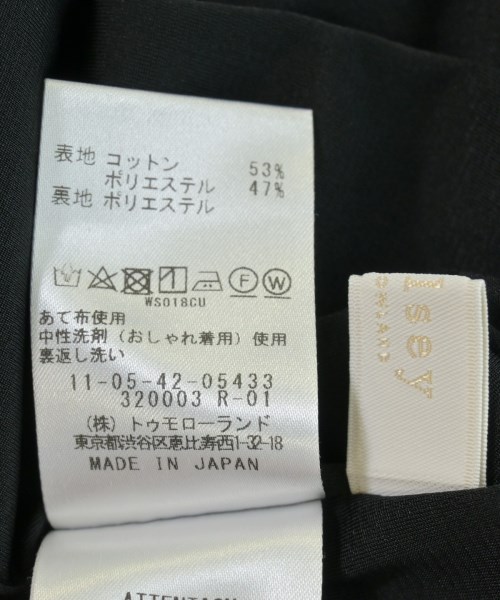 表地 コットン 53%
ポリエステル 47%
裏地 ポリエステル
F W
WS018CU
あて布使用
中性洗剤（おしゃれ着用）使用
裏返し洗い
11-05-42-05433
320003 R-01
(株) トゥモローランド
東京都渋谷区恵比寿西1-32-18
MADE IN JAPAN
sey